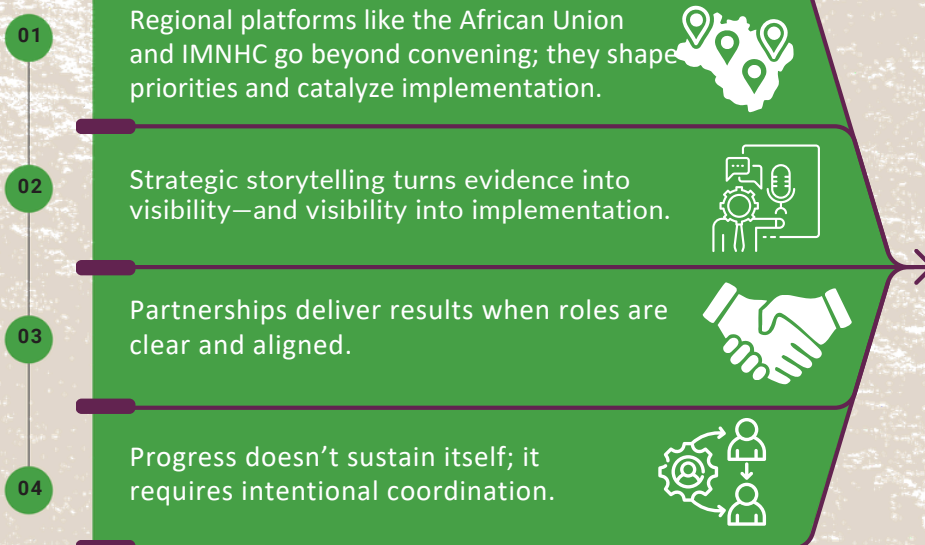 01
Regional platforms like the African Union
and IMNHC go beyond convening; they shape
priorities and catalyze implementation.
02
Strategic storytelling turns evidence into
visibility—and visibility into implementation.
03
Partnerships deliver results when roles are
clear and aligned.
04
Progress doesn’t sustain itself; it
requires intentional coordination.